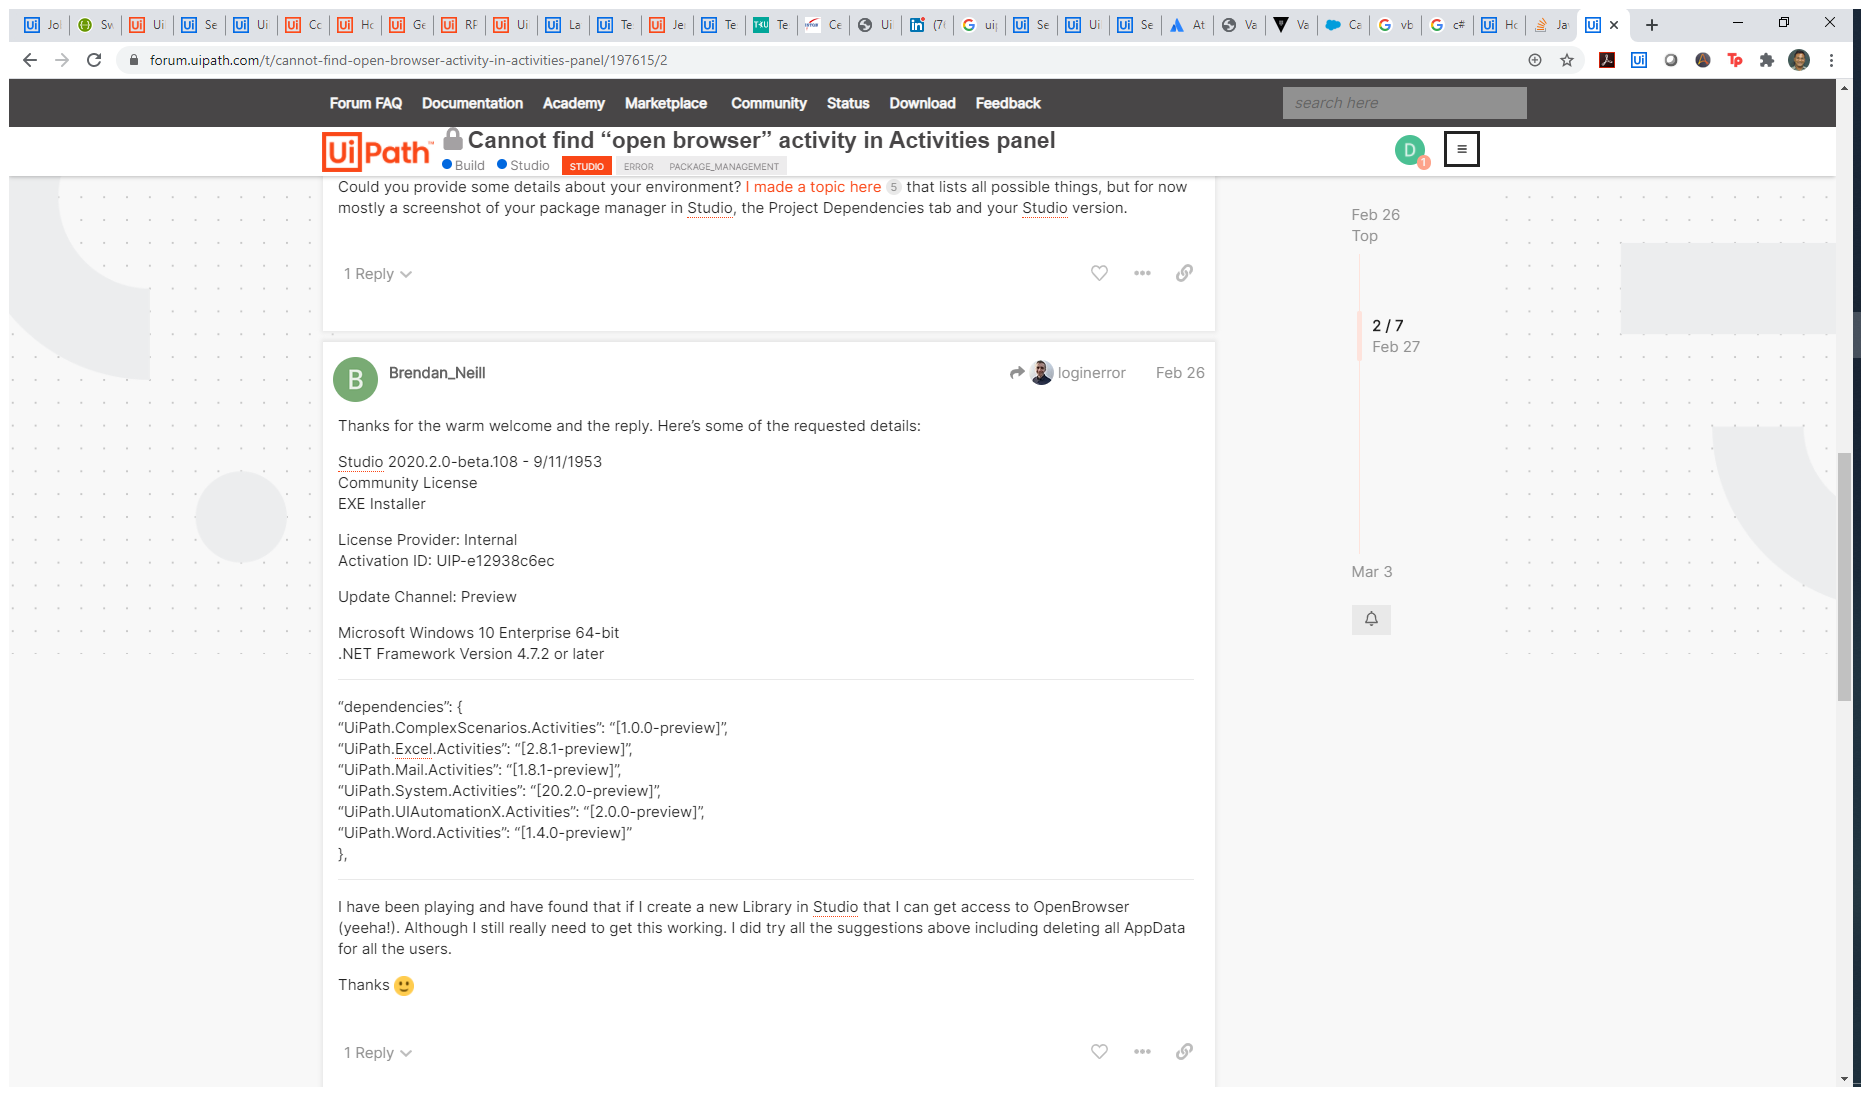 Jo
Sw
Ui
Se
Ui
Co
Ho
Ge
RF
Ui
La
Te
Je
Te
Te
Ce
Ui
(7
uip
Se
Ui
Se
At
Va
Va
Ca
vb
c#
Ho
Ja
forum.uipath.com/t/cannot-find-open-browser-activity-in-activities-panel/197615/2
Forum FAQ Documentation Academy Marketplace Community Status Download Feedback
search here
UiPath
Cannot find “open browser” activity in Activities panel
Build Studio STUDIO ERROR PACKAGE_MANAGEMENT
D
1
Could you provide some details about your environment? I made a topic here 5 that lists all possible things, but for now
mostly a screenshot of your package manager in Studio, the Project Dependencies tab and your Studio version.
1 Reply
Feb 26
Top
2 / 7
Feb 27
Mar 3
B
Brendan_Neill
loginerror
Feb 26
Thanks for the warm welcome and the reply. Here’s some of the requested details:
Studio 2020.2.0-beta.108 - 9/11/1953
Community License
EXE Installer
License Provider: Internal
Activation ID: UIP-e12938c6ec
Update Channel: Preview
Microsoft Windows 10 Enterprise 64-bit
.NET Framework Version 4.7.2 or later
“dependencies”: {
“UiPath.ComplexScenarios.Activities”: “[1.0.0-preview]”,
“UiPath.Excel.Activities”: “[2.8.1-preview]”,
“UiPath.Mail.Activities”: “[1.8.1-preview]”,
“UiPath.System.Activities”: “[20.2.0-preview]”,
“UiPath.UIAutomationX.Activities”: “[2.0.0-preview]”,
“UiPath.Word.Activities”: “[1.4.0-preview]”
},
I have been playing and have found that if I create a new Library in Studio that I can get access to OpenBrowser
(yeeha!). Although I still really need to get this working. I did try all the suggestions above including deleting all AppData
for all the users.
Thanks
1 Reply